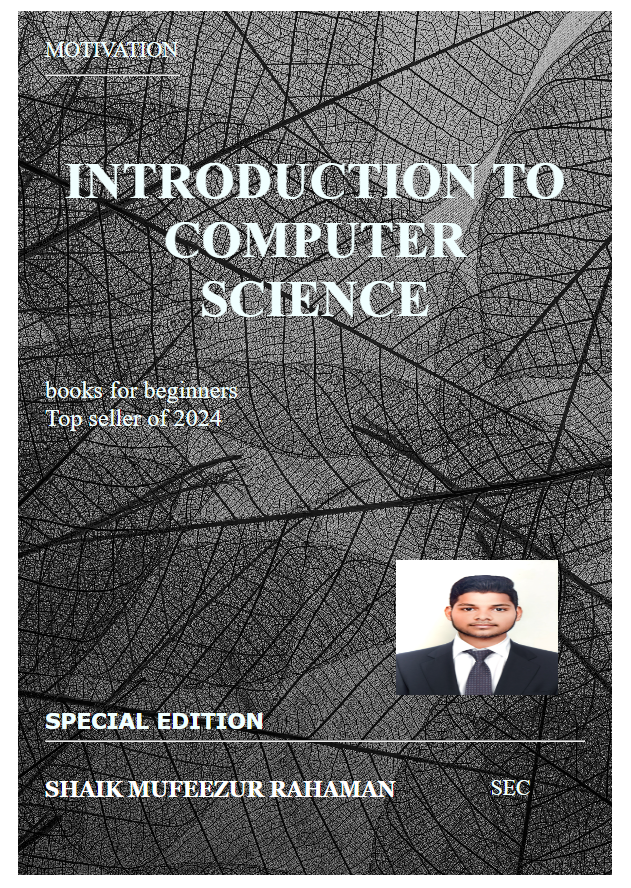 MOTIVATION
INTRODUCTION TO
COMPUTER
SCIENCE
books for beginners
Top seller of 2024
SPECIAL EDITION
SHAIK MUFEEZUR RAHAMAN SEC